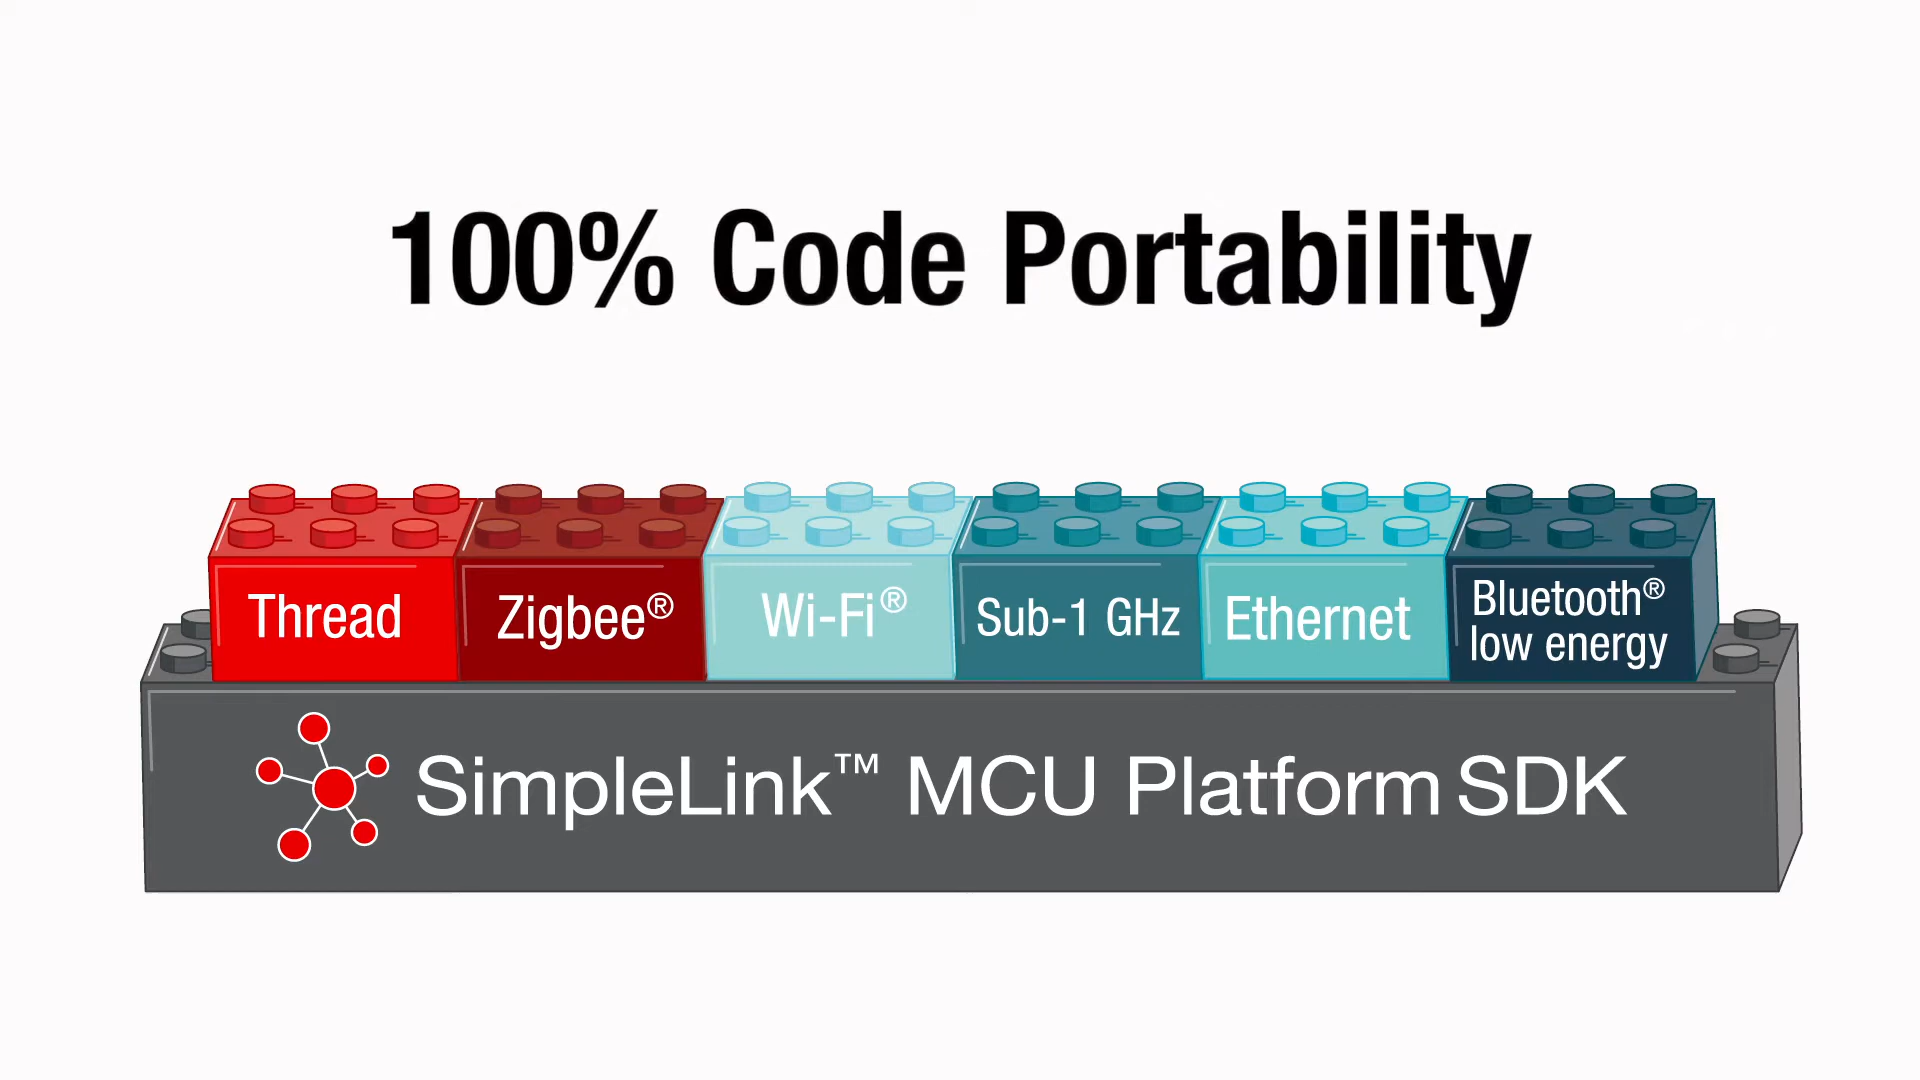 100% Code Portability
Thread
Zigbee®
Wi-Fi®
Sub-1 GHz
Ethernet
Bluetooth®
low energy
SimpleLink™ MCU Platform SDK